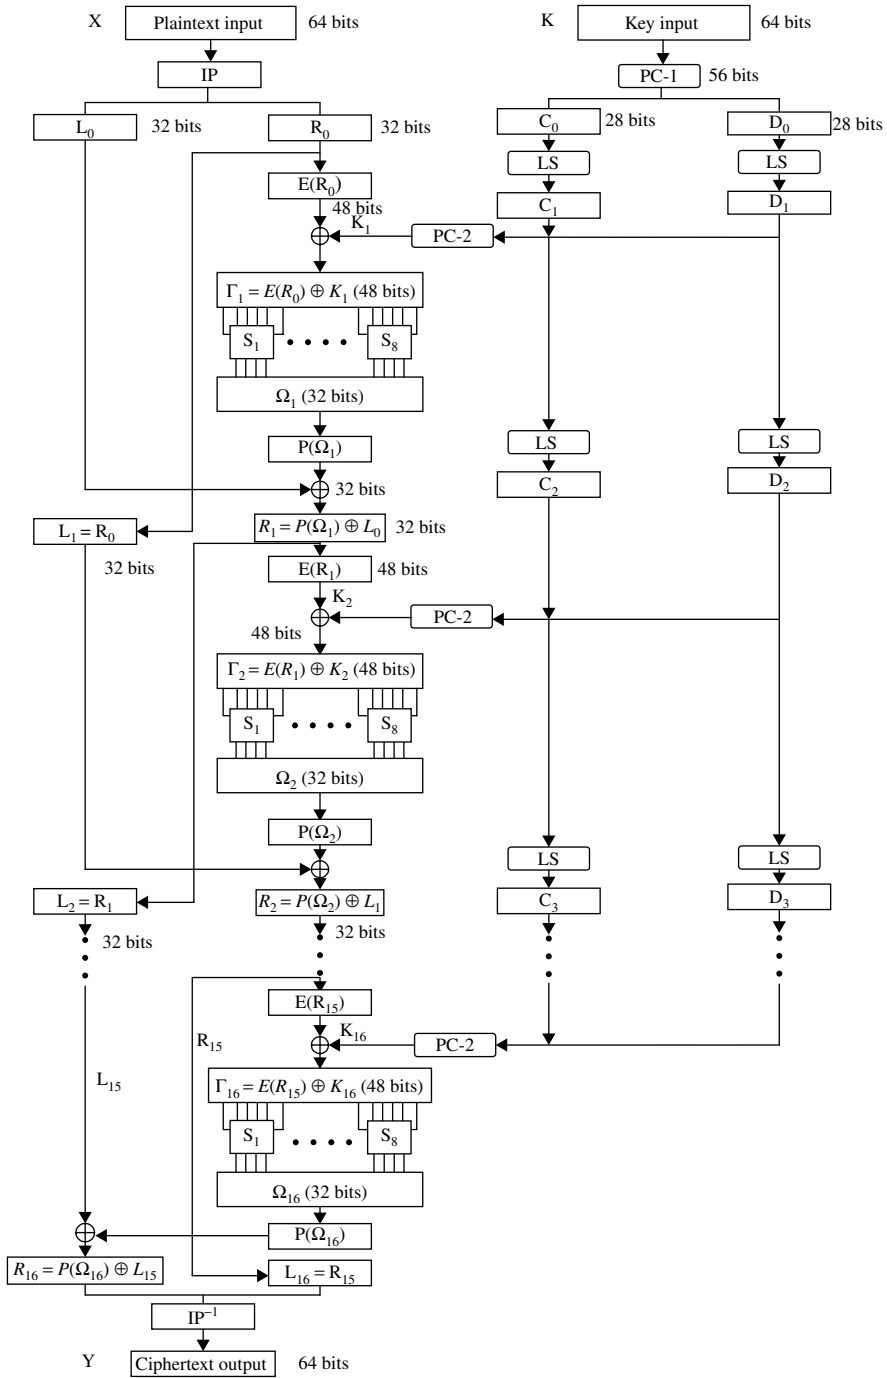 X Plaintext input 64 bits K Key input 64 bits
IP PC-1 56 bits
L₀ 32 bits R₀ 32 bits C₀ 28 bits D₀ 28 bits
LS LS
E(R₀) C₁ D₁
48 bits
K₁ PC-2
Γ₁ = E(R₀) ⊕ K₁ (48 bits)
S₁ • • • • S₈
Ω₁ (32 bits)
P(Ω₁) LS LS
32 bits C₂ D₂
L₁ = R₀ R₁ = P(Ω₁) ⊕ L₀ 32 bits
32 bits E(R₁) 48 bits
K₂ PC-2
48 bits
Γ₂ = E(R₁) ⊕ K₂ (48 bits)
S₁ • • • • S₈
Ω₂ (32 bits)
P(Ω₂)
LS LS
L₂ = R₁ R₂ = P(Ω₂) ⊕ L₁ C₃ D₃
32 bits 32 bits
E(R₁₅)
R₁₅ K₁₆ PC-2
L₁₅ Γ₁₆ = E(R₁₅) ⊕ K₁₆ (48 bits)
S₁ • • • • S₈
Ω₁₆ (32 bits)
P(Ω₁₆)
R₁₆ = P(Ω₁₆) ⊕ L₁₅ L₁₆ = R₁₅
IP⁻¹
Y Ciphertext output 64 bits